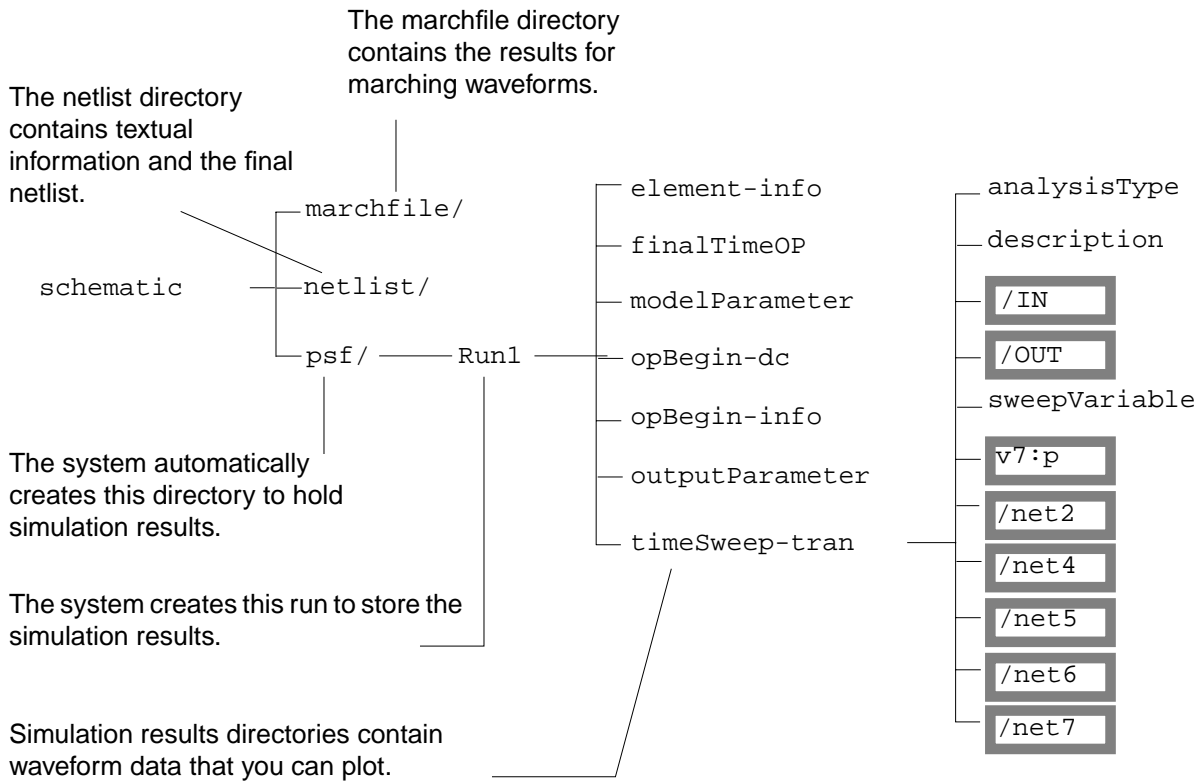 The marchfile directory
contains the results for
marching waveforms.
The netlist directory
contains textual
information and the final
netlist.
schematic
marchfile/
netlist/
psf/
Run1
element-info
finalTimeOP
modelParameter
opBegin-dc
opBegin-info
outputParameter
timeSweep-tran
analysisType
description
/IN
/OUT
sweepVariable
v7:p
/net2
/net4
/net5
/net6
/net7
The system automatically
creates this directory to hold
simulation results.
The system creates this run to store the
simulation results.
Simulation results directories contain
waveform data that you can plot.